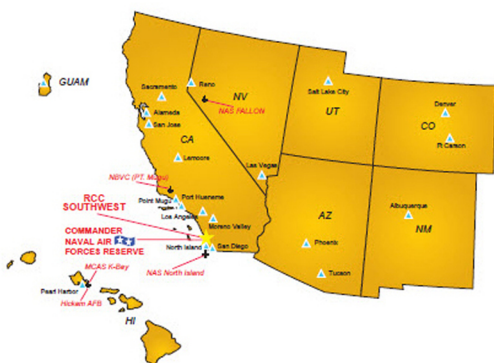 GUAM
Sacramento
Reno
NV
NAS FALLON
Salt Lake City
UT
Denver
CO
Ft Carson
Alameda
San Jose
CA
Lemoore
Las Vegas
NBVC (PT. Mugu)
Port Hueneme
Point Mugu
Los Angeles
Moreno Valley
RCC
SOUTHWEST
COMMANDER
NAVAL AIR
FORCES RESERVE
North Island
San Diego
NAS North Island
AZ
Phoenix
Tucson
Albuquerque
NM
MCAS K-Bay
Pearl Harbor
Hickam AFB
HI